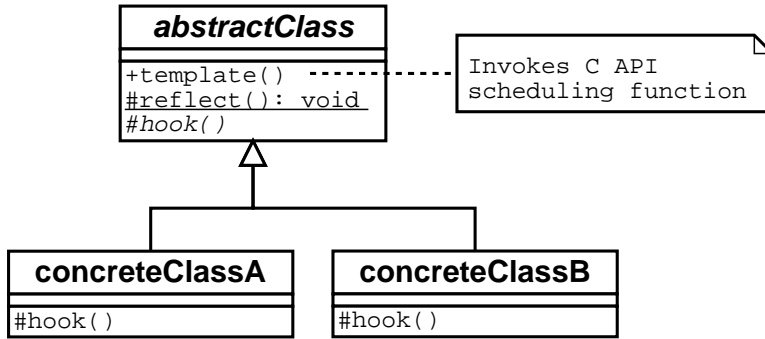 abstractClass
+template()
Invokes C API
scheduling function
#reflect(): void
#hook()
concreteClassA
concreteClassB
#hook()
#hook()